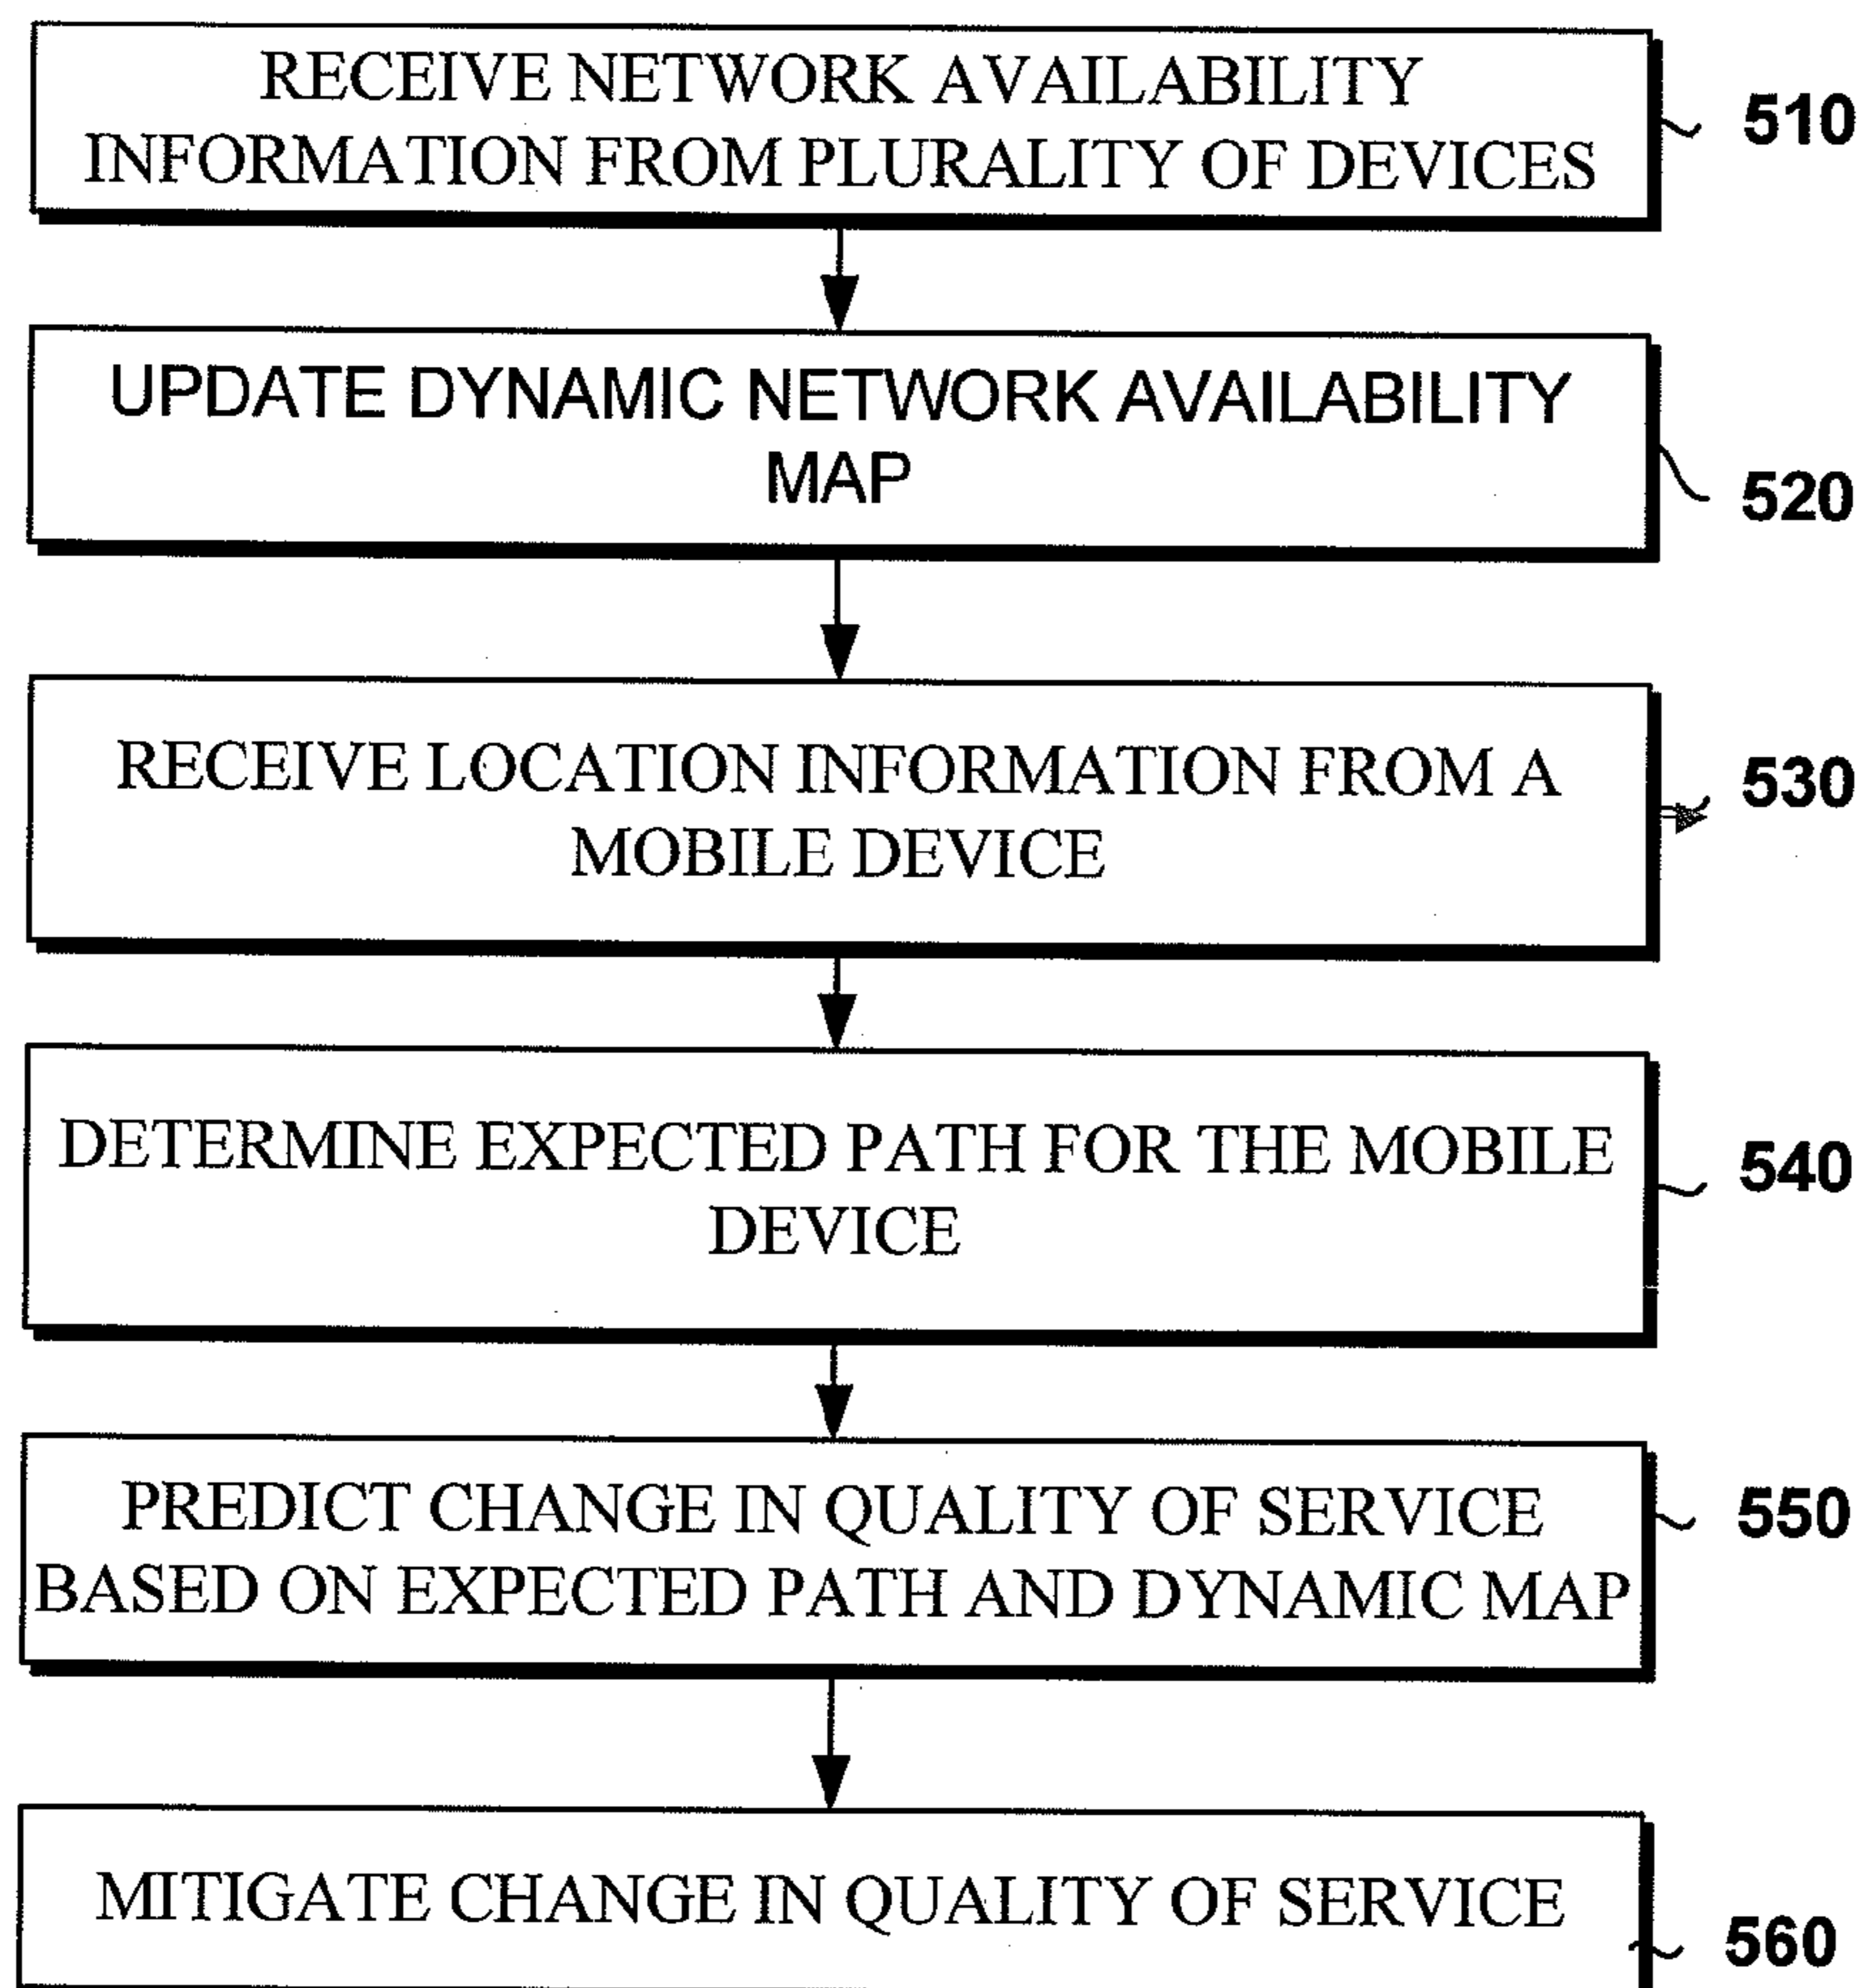 RECEIVE NETWORK AVAILABILITY
INFORMATION FROM PLURALITY OF DEVICES
510
UPDATE DYNAMIC NETWORK AVAILABILITY
MAP
520
RECEIVE LOCATION INFORMATION FROM A
MOBILE DEVICE
530
DETERMINE EXPECTED PATH FOR THE MOBILE
DEVICE
540
PREDICT CHANGE IN QUALITY OF SERVICE
BASED ON EXPECTED PATH AND DYNAMIC MAP
550
MITIGATE CHANGE IN QUALITY OF SERVICE
560